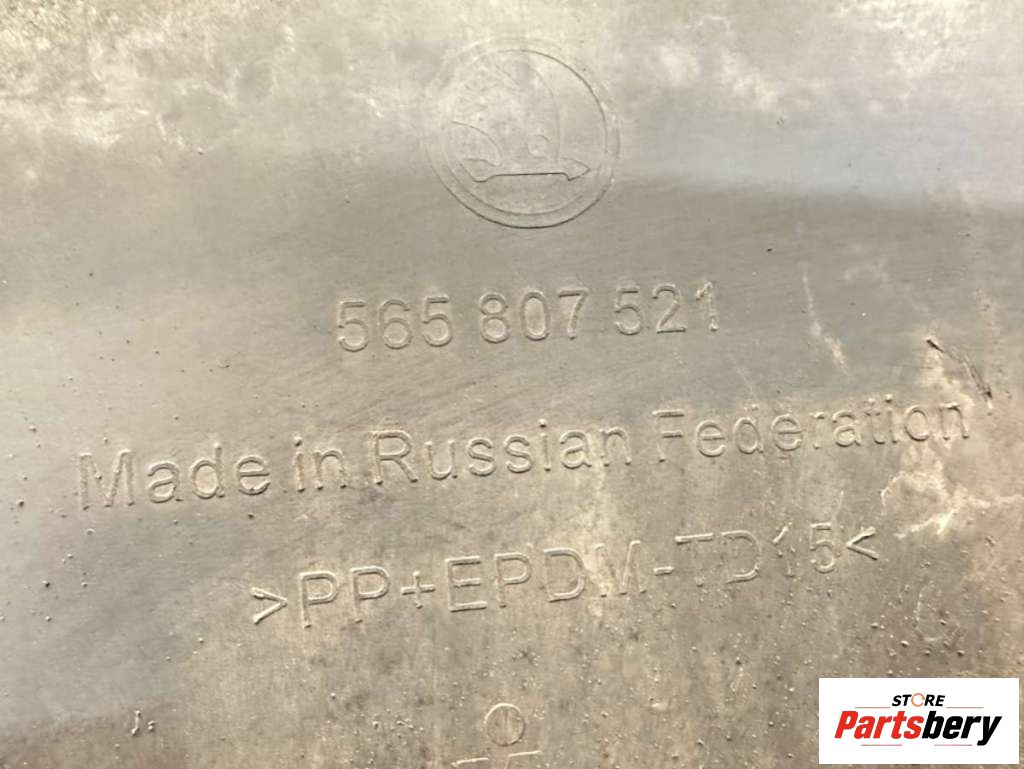 565 807 521
Made in Russian Federation
>PP+EPDM-TD15<
STORE
Partsbery